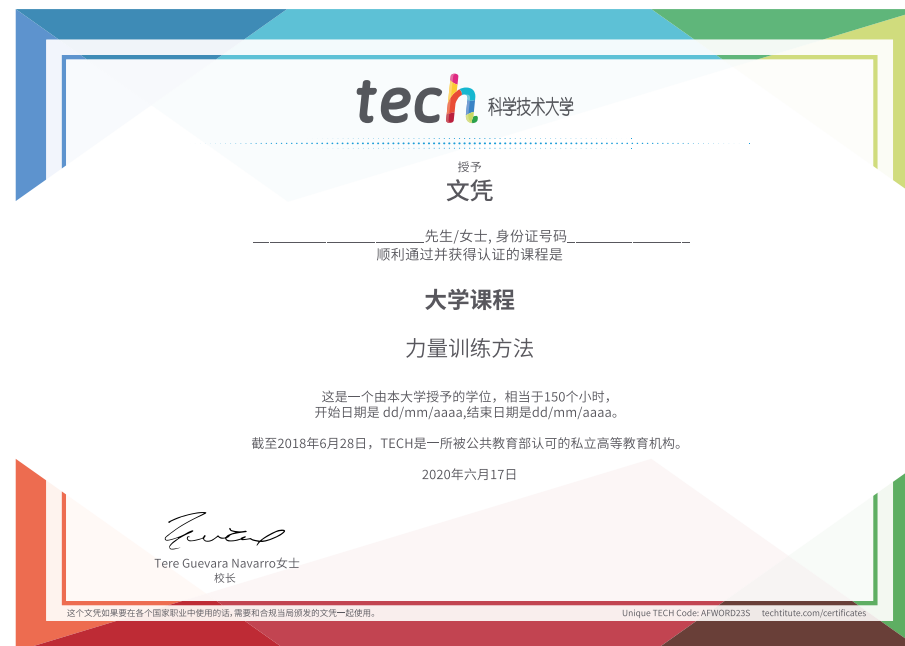 tech 科学技术大学
授予
文凭
______________________先生/女士, 身份证号码________________
顺利通过并获得认证的课程是
大学课程
力量训练方法
这是一个由本大学授予的学位，相当于150个小时，
开始日期是 dd/mm/aaaa,结束日期是dd/mm/aaaa。
截至2018年6月28日，TECH是一所被公共教育部认可的私立高等教育机构。
2020年六月17日
Tere Guevara Navarro女士
校长
这个文凭如果要在各个国家职业中使用的话,需要和合规当局颁发的文凭一起使用。
Unique TECH Code: AFWORD23S techtitute.com/certificates